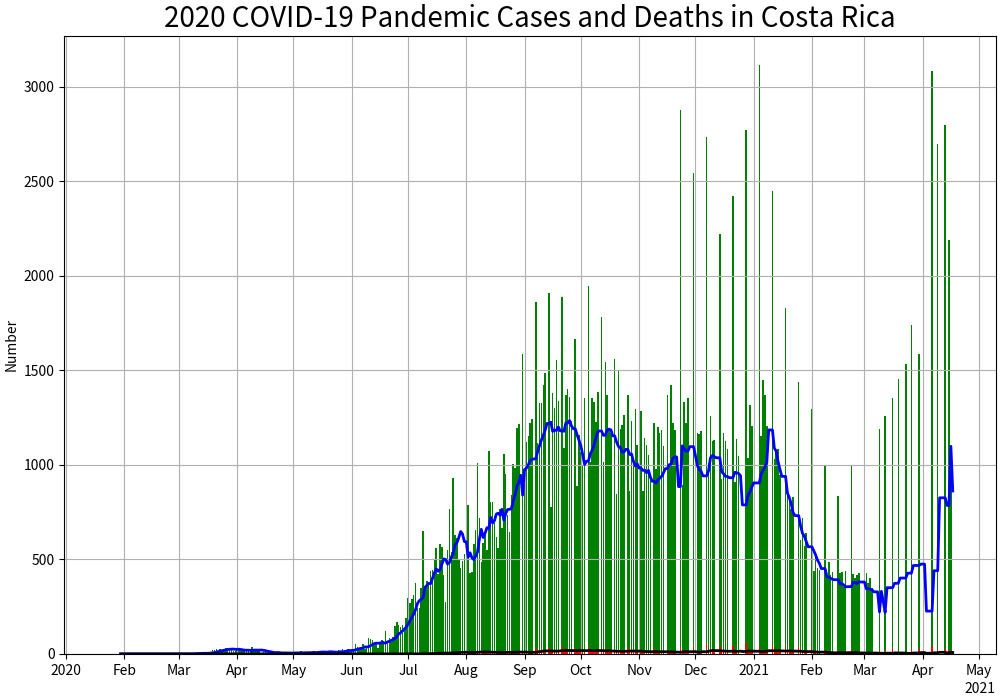 2020 COVID-19 Pandemic Cases and Deaths in Costa Rica
Number
3000
2500
2000
1500
1000
500
0
2020 Feb Mar Apr May Jun Jul Aug Sep Oct Nov Dec 2021 Feb Mar Apr May
2021